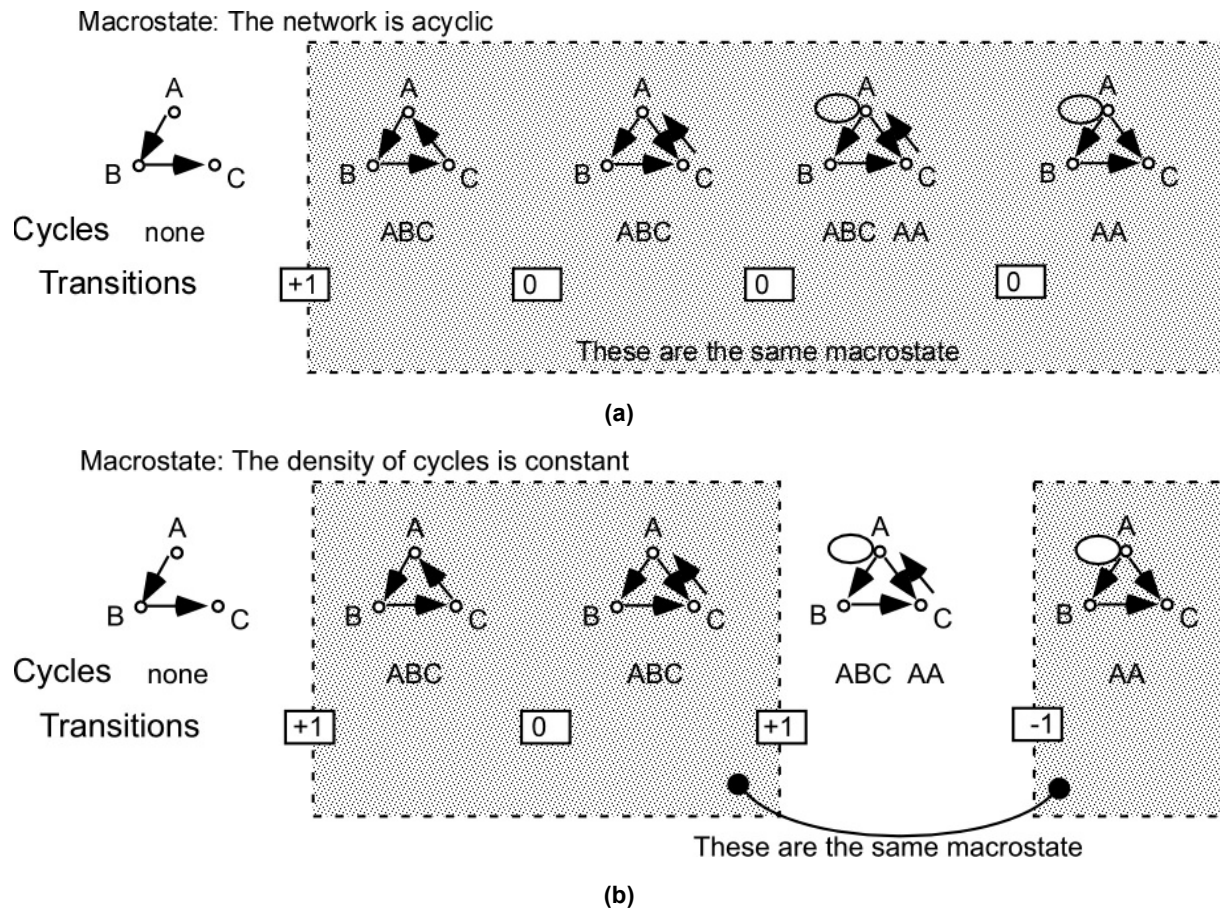 Macrostate: The network is acyclic
A A A A A
B C B C B C B C B C
Cycles none ABC ABC ABC AA AA
Transitions +1 0 0 0
These are the same macrostate
(a)
Macrostate: The density of cycles is constant
A A A A A
B C B C B C B C B C
Cycles none ABC ABC ABC AA AA
Transitions +1 0 +1 -1
These are the same macrostate
(b)